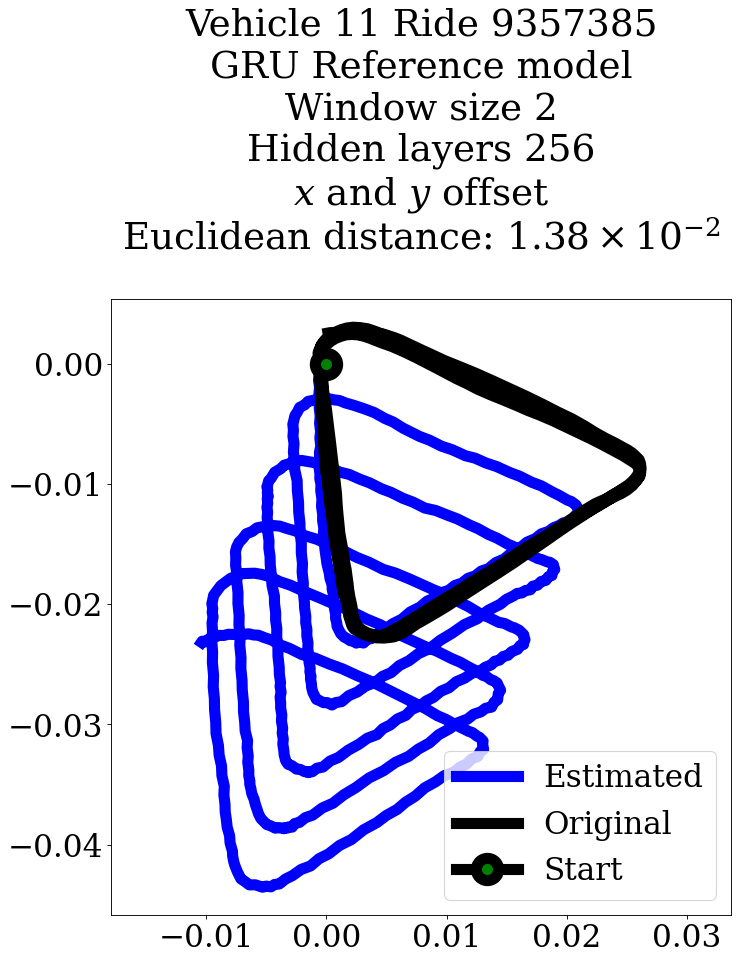 Vehicle 11 Ride 9357385
GRU Reference model
Window size 2
Hidden layers 256
x and y offset
Euclidean distance: 1.38 × 10⁻²
0.00
−0.01
−0.02
−0.03
−0.04
Estimated
Original
Start
−0.01 0.00 0.01 0.02 0.03